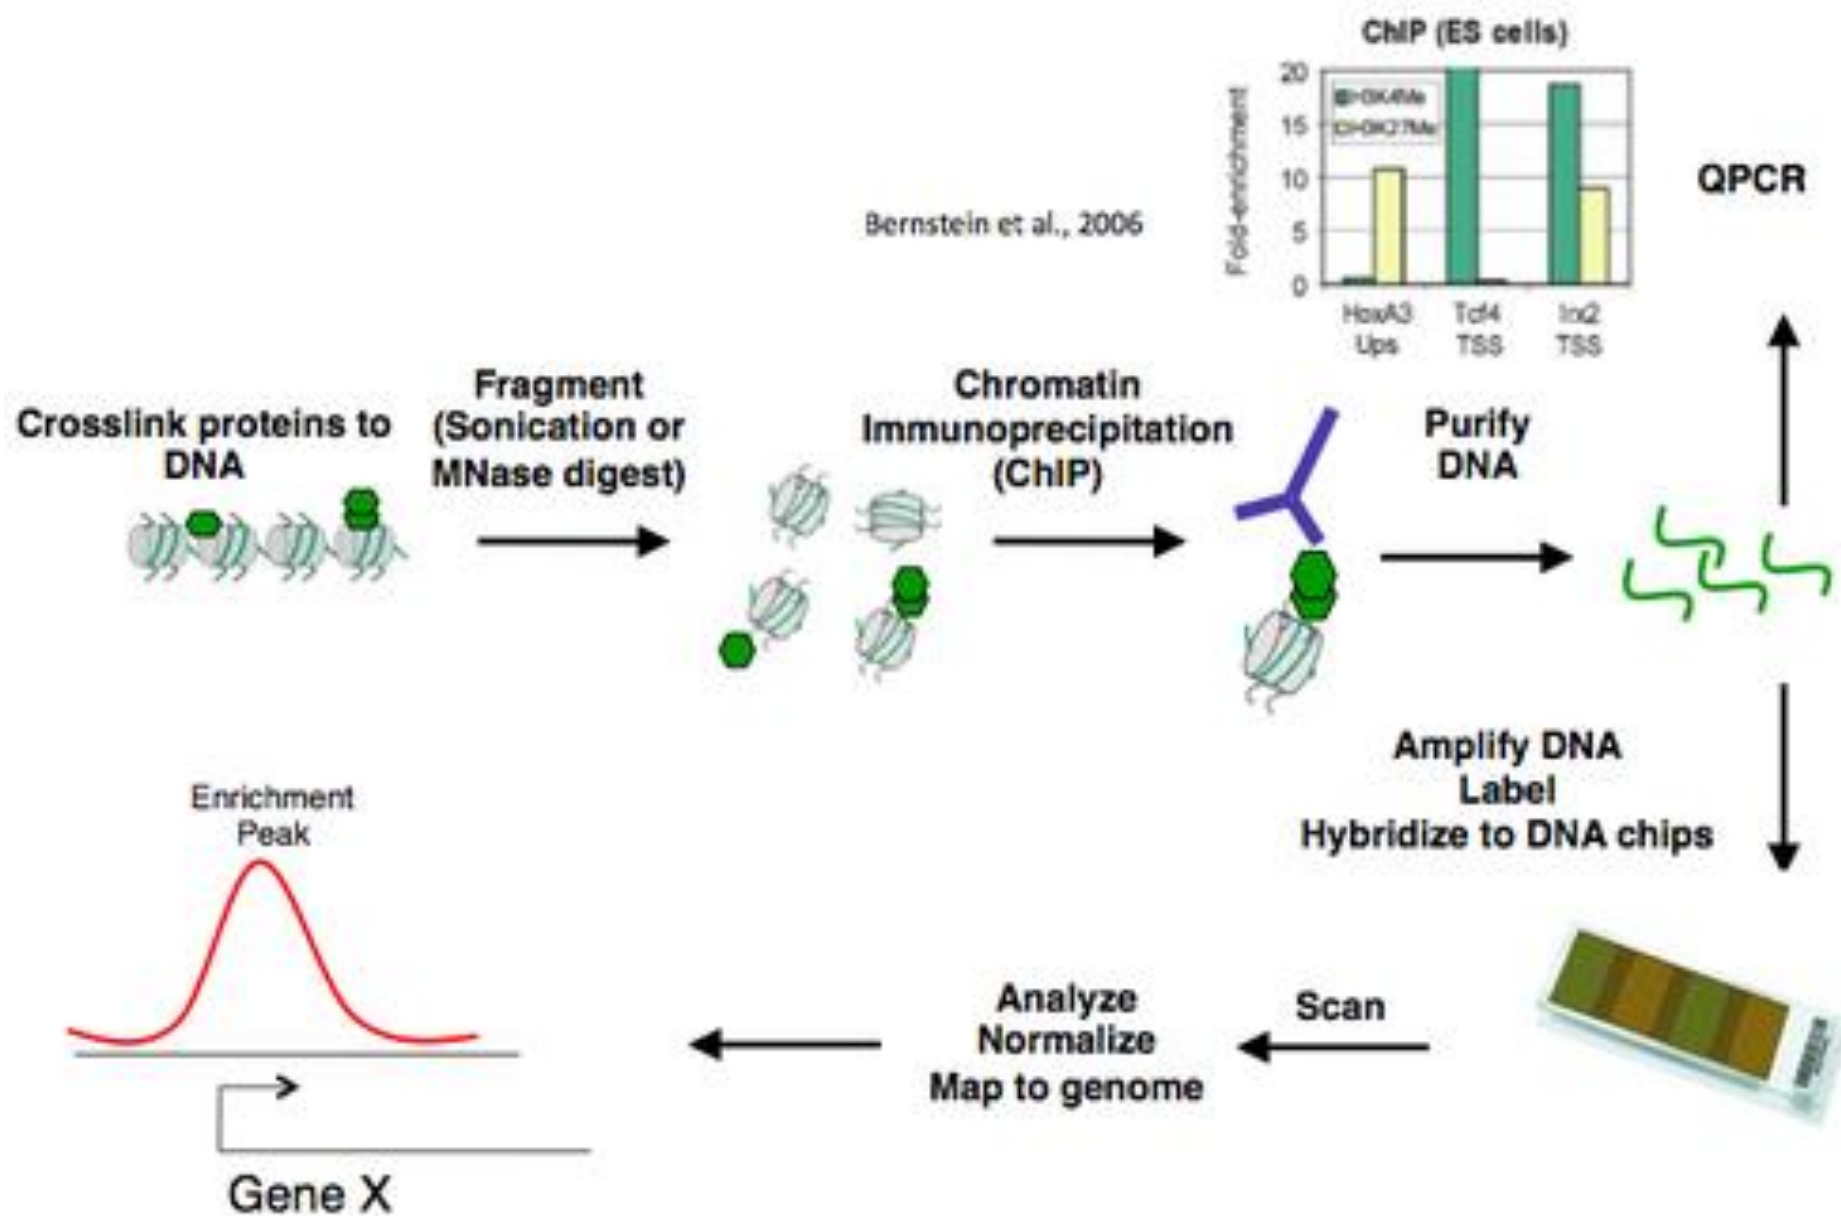 ChIP (ES cells)
20
15
10
5
0
Fold-enrichment
H3K4Me
H3K27Me
HoxA3
Ups
Tcf4
TSS
Irx2
TSS
QPCR
Bernstein et al., 2006
Crosslink proteins to
DNA
Fragment
(Sonication or
MNase digest)
Chromatin
Immunoprecipitation
(ChIP)
Purify
DNA
Amplify DNA
Label
Hybridize to DNA chips
Scan
Analyze
Normalize
Map to genome
Enrichment
Peak
Gene X